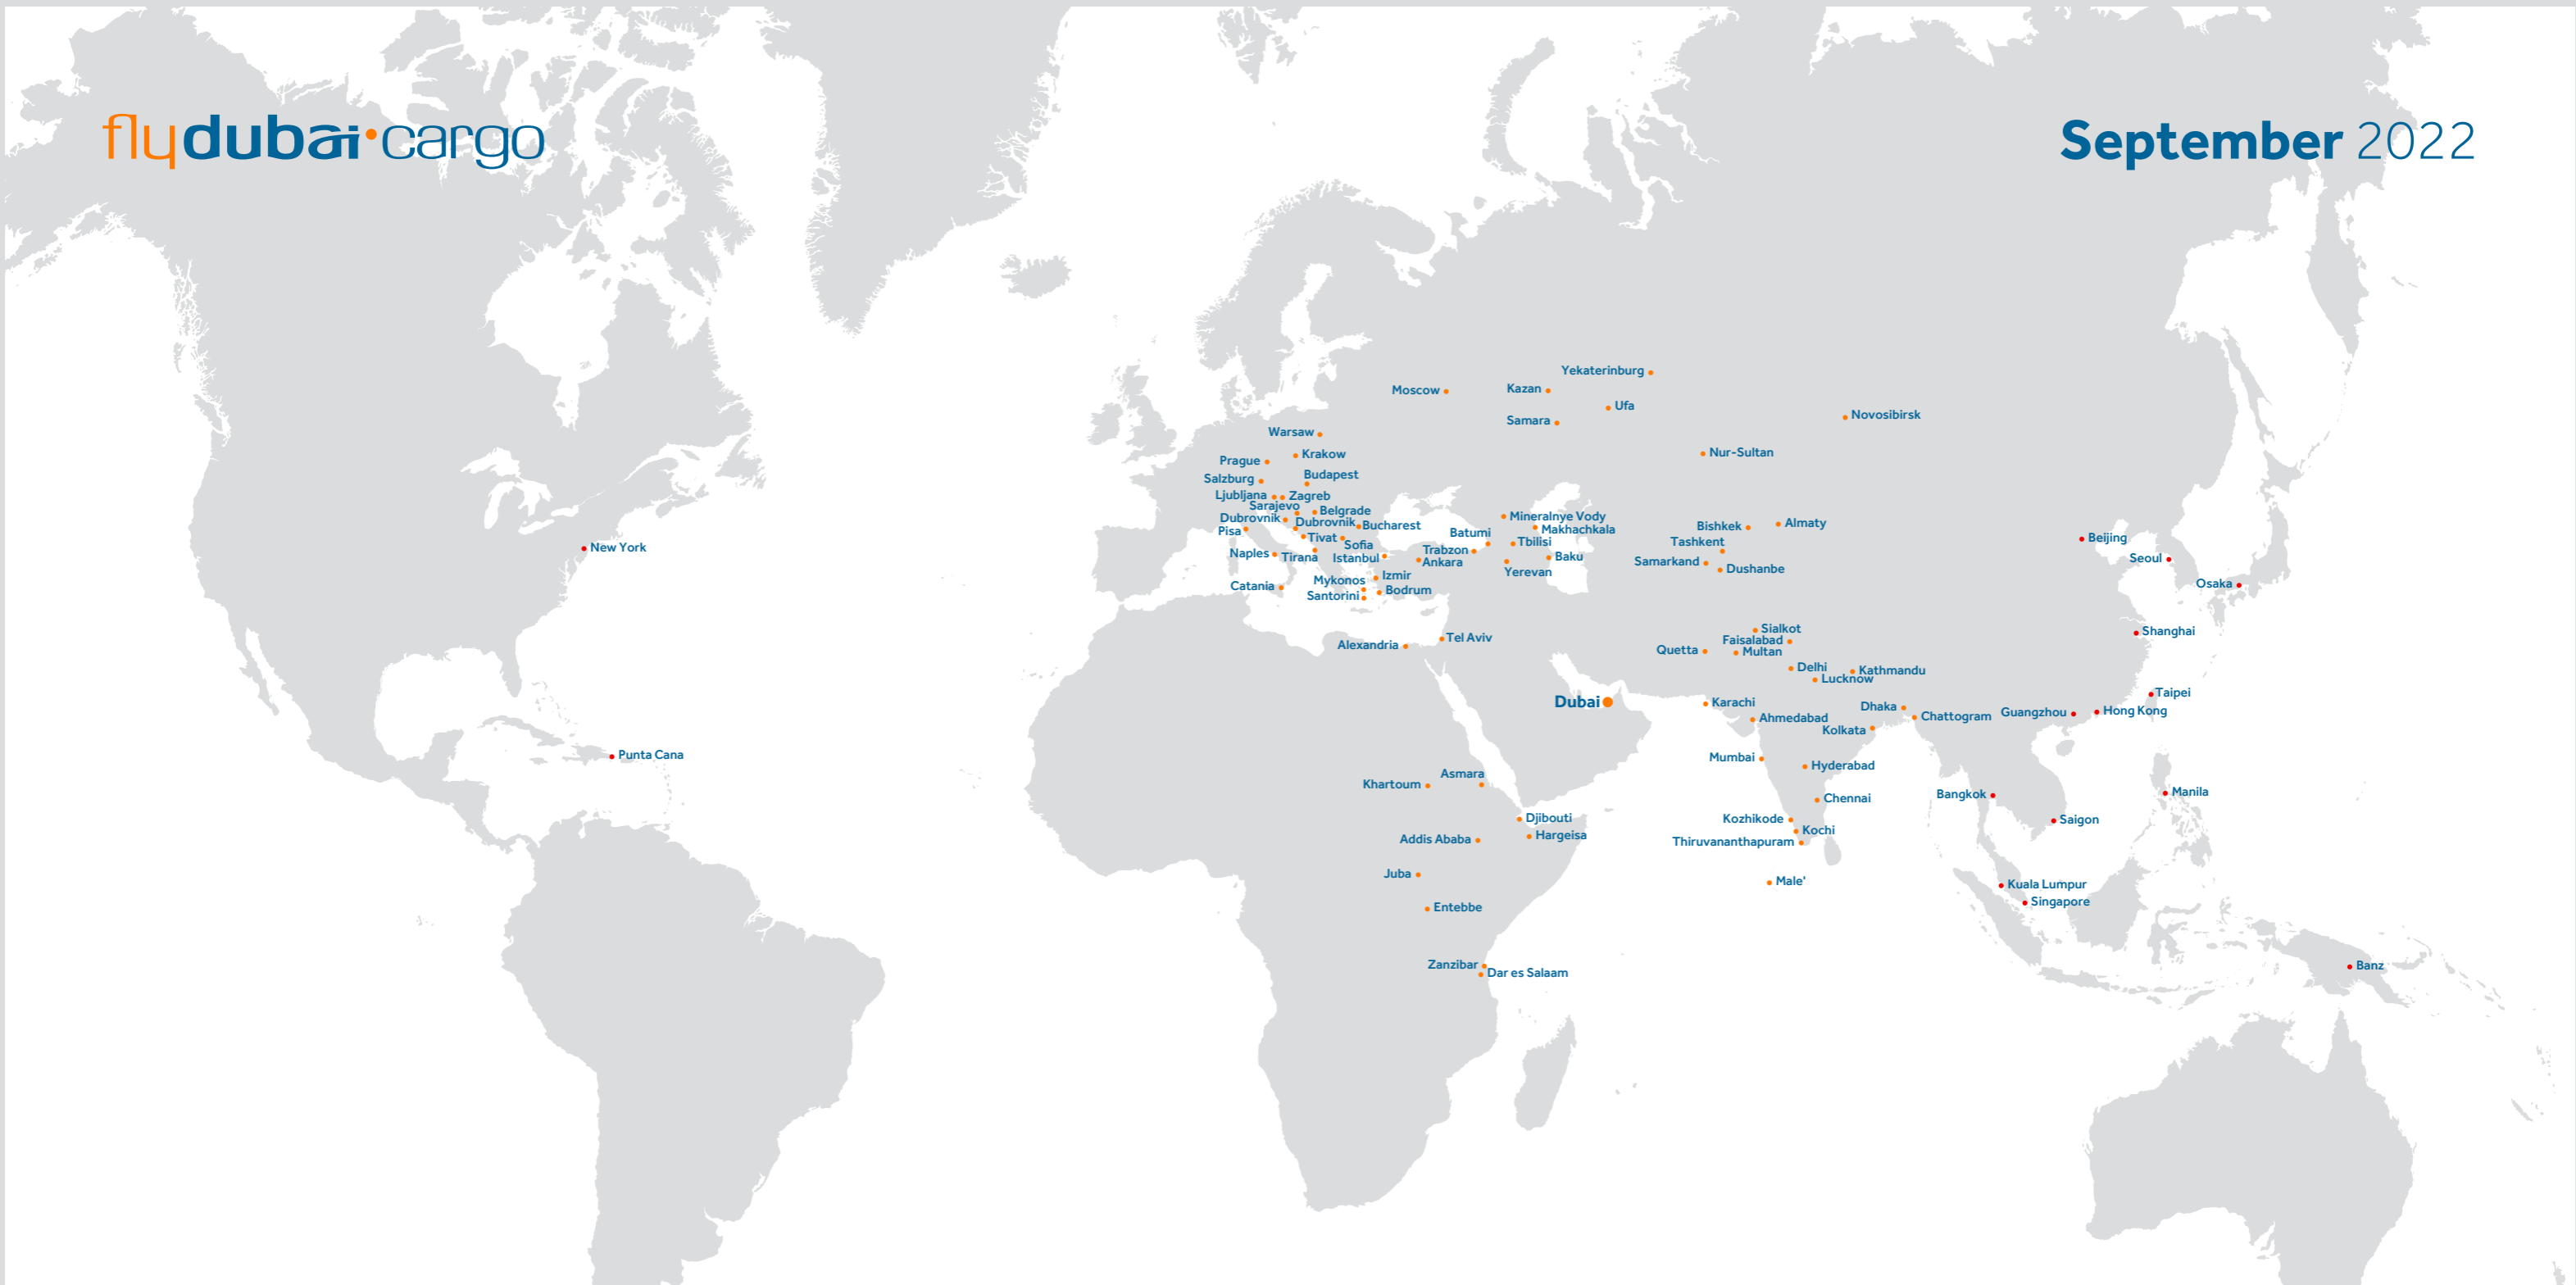 flydubai cargo
September 2022
Yekaterinburg
Moscow
Kazan
Ufa
Samara
Novosibirsk
Warsaw
Krakow
Nur-Sultan
Prague
Budapest
Salzburg
Ljubljana
Zagreb
Sarajevo
Belgrade
Dubrovnik
Dubrovnik
Bucharest
Pisa
Tivat
Sofia
Naples
Tirana
Istanbul
Mineralnye Vody
Makhachkala
Batumi
Tbilisi
Trabzon
Ankara
Baku
Yerevan
Bishkek
Almaty
Tashkent
Samarkand
Dushanbe
Izmir
Mykonos
Catania
Bodrum
Santorini
New York
Beijing
Seoul
Osaka
Shanghai
Alexandria
Tel Aviv
Sialkot
Faisalabad
Quetta
Multan
Delhi
Kathmandu
Lucknow
Dubai
Karachi
Ahmedabad
Dhaka
Chattogram
Kolkata
Guangzhou
Hong Kong
Taipei
Punta Cana
Mumbai
Hyderabad
Khartoum
Asmara
Chennai
Bangkok
Manila
Djibouti
Hargeisa
Addis Ababa
Kozhikode
Kochi
Thiruvananthapuram
Saigon
Juba
Male'
Kuala Lumpur
Singapore
Entebbe
Zanzibar
Dar es Salaam
Banz